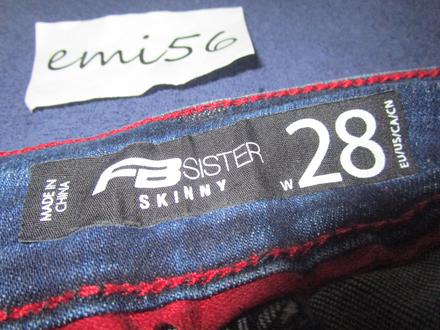 emi56
MADE IN
CHINA
FB SISTER
SKINNY
W 28
EU/US/CA/CN